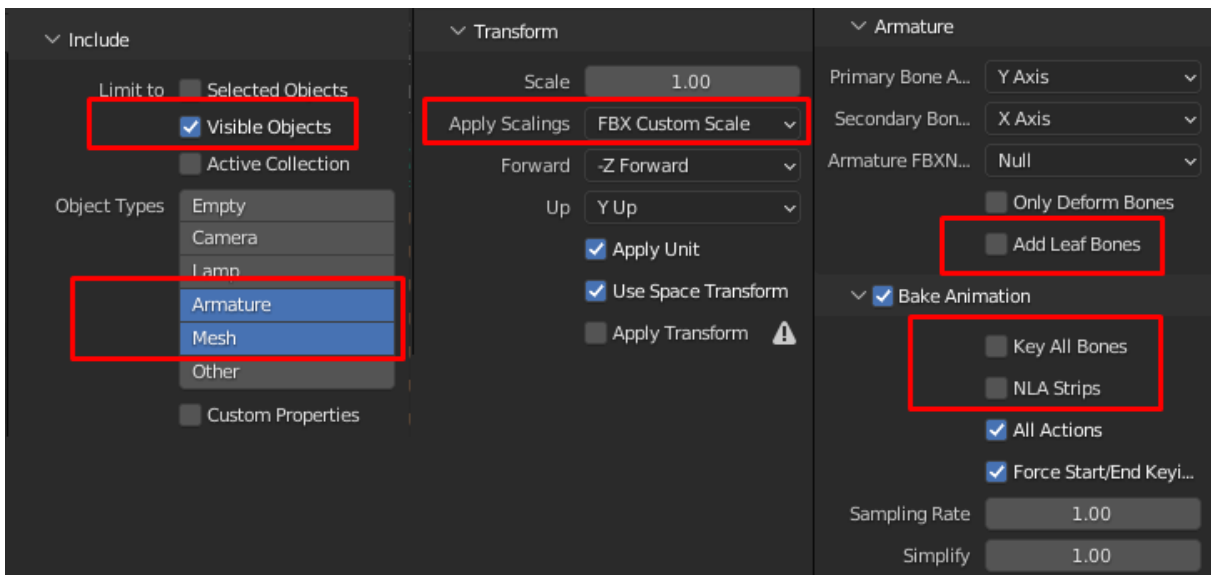 Include
Limit to Selected Objects
Visible Objects
Active Collection
Object Types Empty
Camera
Lamp
Armature
Mesh
Other
Custom Properties
Transform
Scale 1.00
Apply Scalings FBX Custom Scale
Forward -Z Forward
Up Y Up
Apply Unit
Use Space Transform
Apply Transform
Armature
Primary Bone A... Y Axis
Secondary Bon... X Axis
Armature FBXN... Null
Only Deform Bones
Add Leaf Bones
Bake Animation
Key All Bones
NLA Strips
All Actions
Force Start/End Keyi...
Sampling Rate 1.00
Simplify 1.00